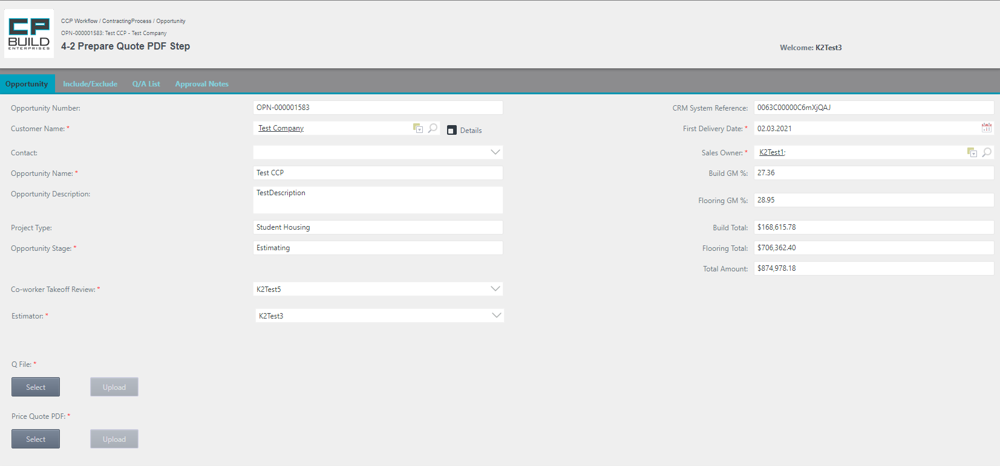 CP
BUILD
ENTERPRISES
CCP Workflow / ContractingProcess / Opportunity
OPN-000001583: Test CCP - Test Company
4-2 Prepare Quote PDF Step
Welcome: K2Test3
Opportunity Include/Exclude Q/A List Approval Notes
Opportunity Number: OPN-000001583 CRM System Reference: 0063C00000C6mXjQAJ
Customer Name: * Test Company Details First Delivery Date: * 02.03.2021
Contact: Sales Owner: * K2Test1;
Opportunity Name: * Test CCP Build GM %: 27.36
Opportunity Description: TestDescription Flooring GM %: 28.95
Project Type: Student Housing Build Total: $168,615.78
Opportunity Stage: * Estimating Flooring Total: $706,362.40
Total Amount: $874,978.18
Co-worker Takeoff Review: * K2Test5
Estimator: * K2Test3
Q File: *
Select Upload
Price Quote PDF: *
Select Upload